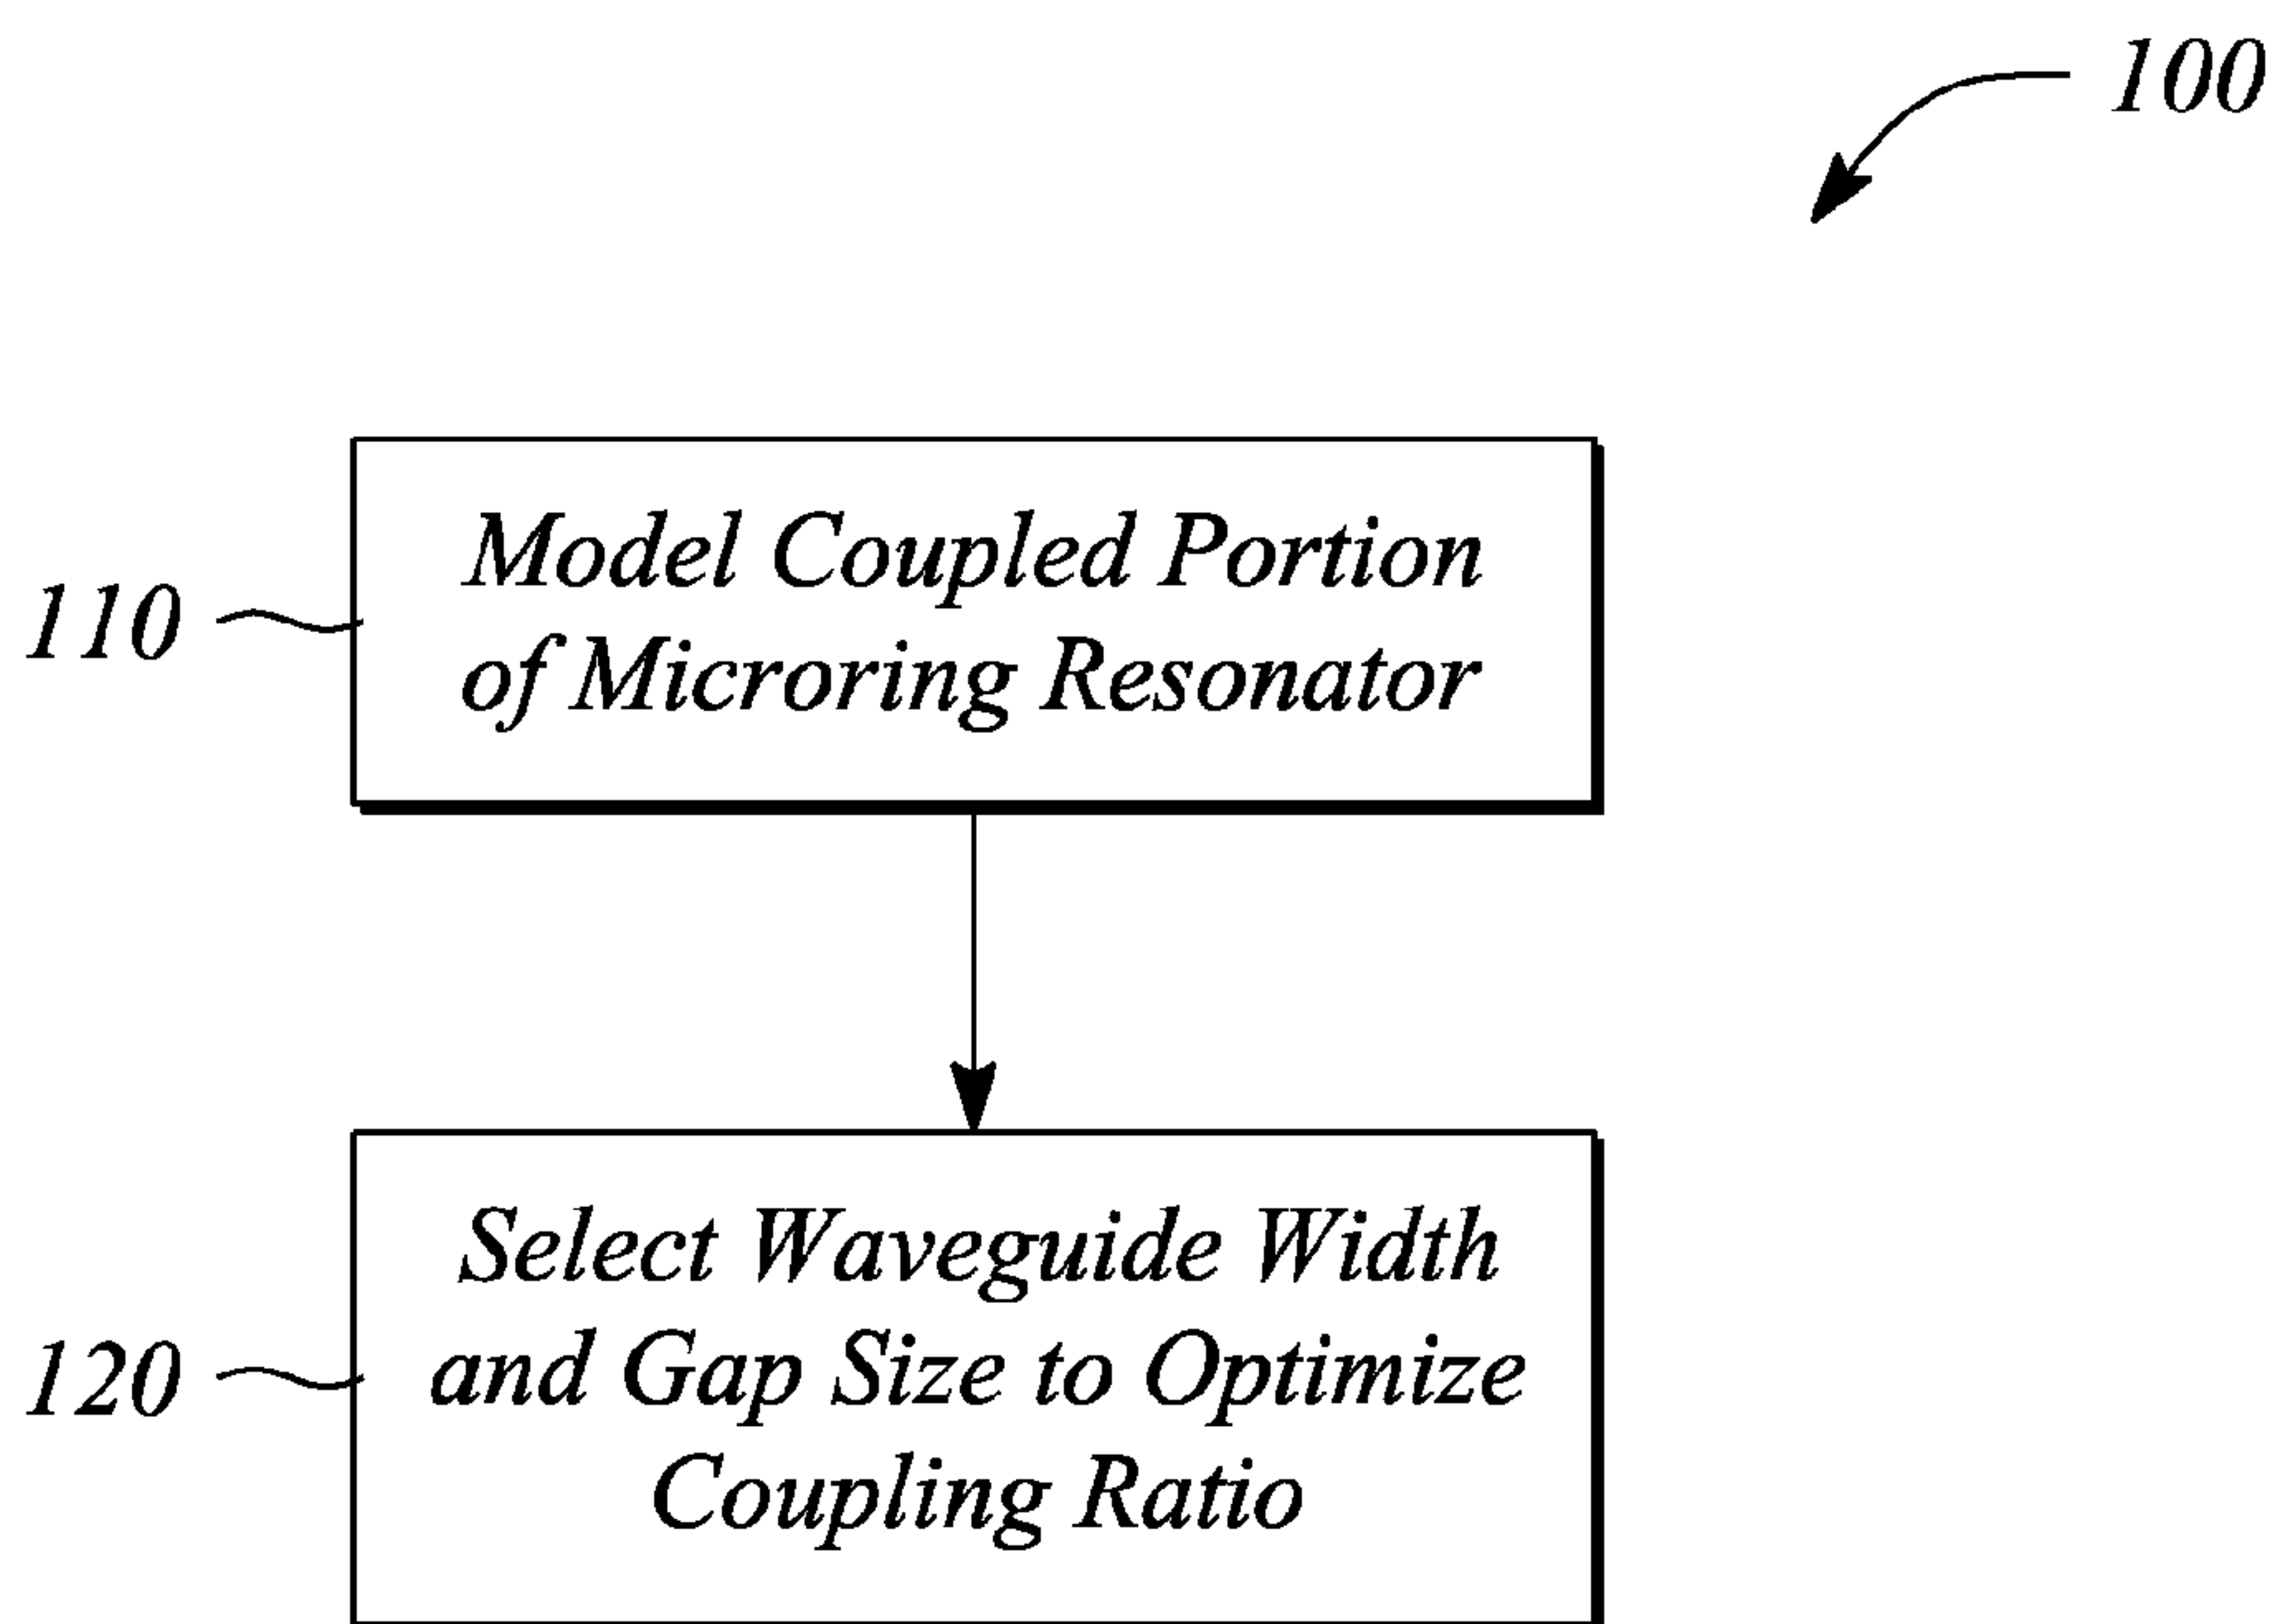 100
110
Model Coupled Portion
of Microring Resonator
120
Select Waveguide Width
and Gap Size to Optimize
Coupling Ratio